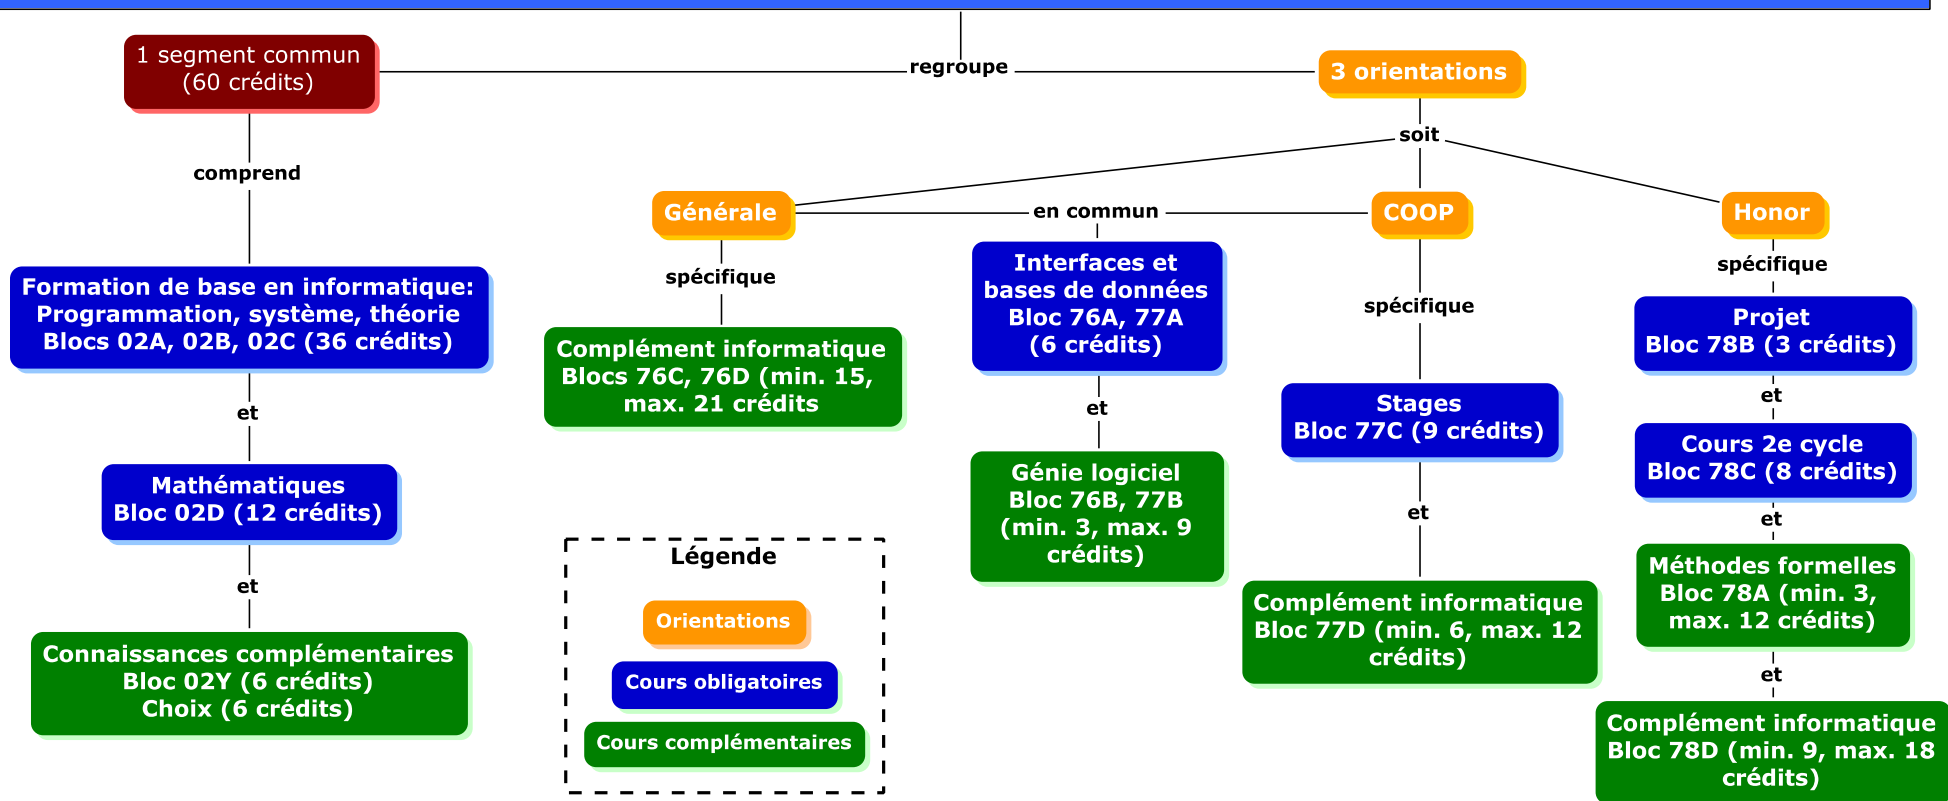 1 segment commun
(60 crédits)
regroupe
3 orientations
soit
comprend
Générale
en commun
COOP
Honor
spécifique
Complément informatique
Blocs 76C, 76D (min. 15,
max. 21 crédits
Interfaces et
bases de données
Bloc 76A, 77A
(6 crédits)
et
Génie logiciel
Bloc 76B, 77B
(min. 3, max. 9
crédits)
spécifique
Stages
Bloc 77C (9 crédits)
et
Complément informatique
Bloc 77D (min. 6, max. 12
crédits)
spécifique
Projet
Bloc 78B (3 crédits)
et
Cours 2e cycle
Bloc 78C (8 crédits)
et
Méthodes formelles
Bloc 78A (min. 3,
max. 12 crédits)
et
Complément informatique
Bloc 78D (min. 9, max. 18
crédits)
Formation de base en informatique:
Programmation, système, théorie
Blocs 02A, 02B, 02C (36 crédits)
et
Mathématiques
Bloc 02D (12 crédits)
et
Connaissances complémentaires
Bloc 02Y (6 crédits)
Choix (6 crédits)
Légende
Orientations
Cours obligatoires
Cours complémentaires